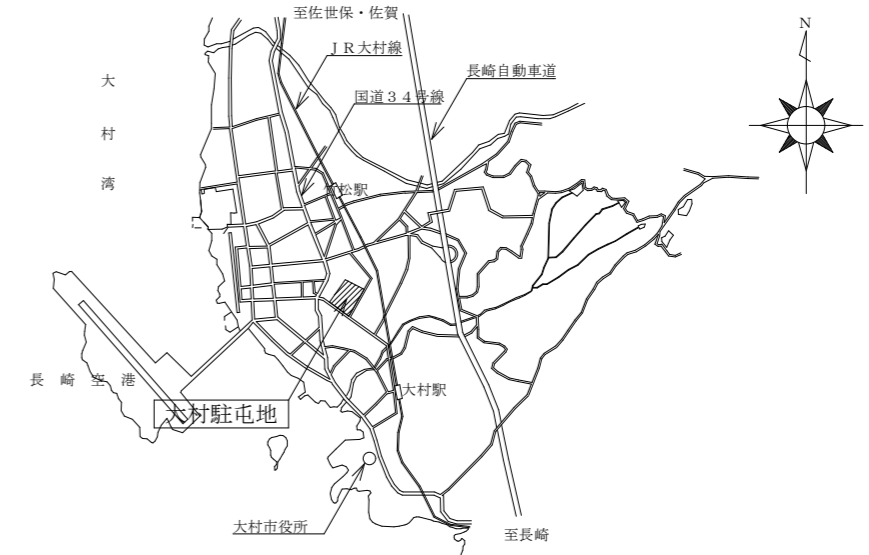 至佐世保・佐賀
N
JR大村線
長崎自動車道
国道34号線
大村湾
竹松駅
長崎空港
大村駅
大村駐屯地
大村市役所
至長崎